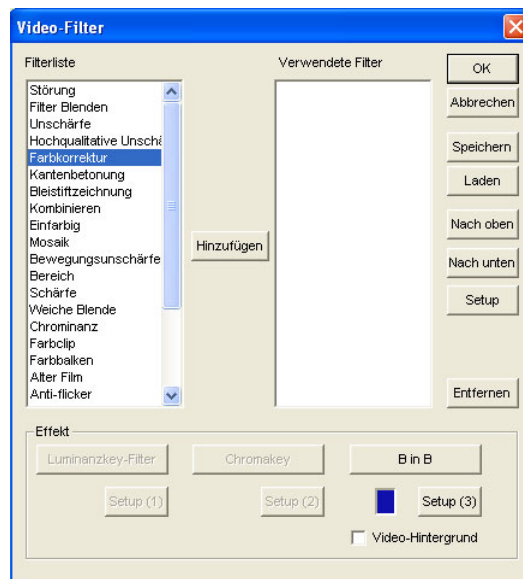 Video-Filter
Filterliste
Verwendete Filter
Störung
Filter Blenden
Unschärfe
Hochqualitative Unschä
Farbkorrektur
Kantenbetonung
Bleistiftzeichnung
Kombinieren
Einfarbig
Mosaik
Bewegungsunschärfe
Bereich
Schärfe
Weiche Blende
Chrominanz
Farbclip
Farbbalken
Alter Film
Anti-flicker
Hinzufügen
OK
Abbrechen
Speichern
Laden
Nach oben
Nach unten
Setup
Entfernen
Effekt
Luminanzkey-Filter
Chromakey
B in B
Setup (1)
Setup (2)
Setup (3)
Video-Hintergrund